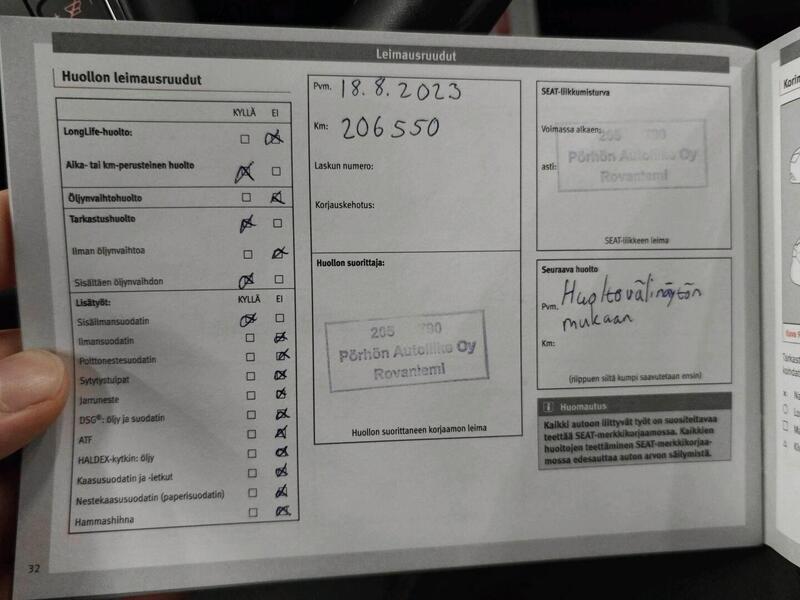 Leimausruudut
Huollon leimausruudut
KYLLÄ EI
LongLife-huolto:
Aika- tai km-perusteinen huolto
Öljynvaihtohuolto
Tarkastushuolto
Ilman öljynvaihtoa
Sisältäen öljynvaihdon
Lisätyöt: KYLLÄ EI
Sisäilmansuodatin
Ilmansuodatin
Polttonestesuodatin
Sytytystulpat
Jarruneste
DSG®: öljy ja suodatin
ATF
HALDEX-kytkin: öljy
Kaasusuodatin ja -letkut
Nestekaasusuodatin (paperisuodatin)
Hammashihna
32
Pvm. 18.8.2023
Km: 206550
Laskun numero:
Korjauskehotus:
Huollon suorittaja:
265 790
Pörhön Autoliike Oy
Rovaniemi
Huollon suorittaneen korjaamon leima
SEAT-liikkumisturva
Voimassa alkaen:
265 790
Pörhön Autoliike Oy
asti:
Rovaniemi
SEAT-liikkeen leima
Seuraava huolto
Pvm. Huoltovälinäytön
mukaan
Km:
(riippuen siitä kumpi saavutetaan ensin)
Huomautus
Kaikki autoon liittyvät työt on suositeltavaa
teettää SEAT-merkkikorjaamossa. Kaikkien
huoltojen teettäminen SEAT-merkkikorjaa-
mossa edesauttaa auton arvon säilymistä.